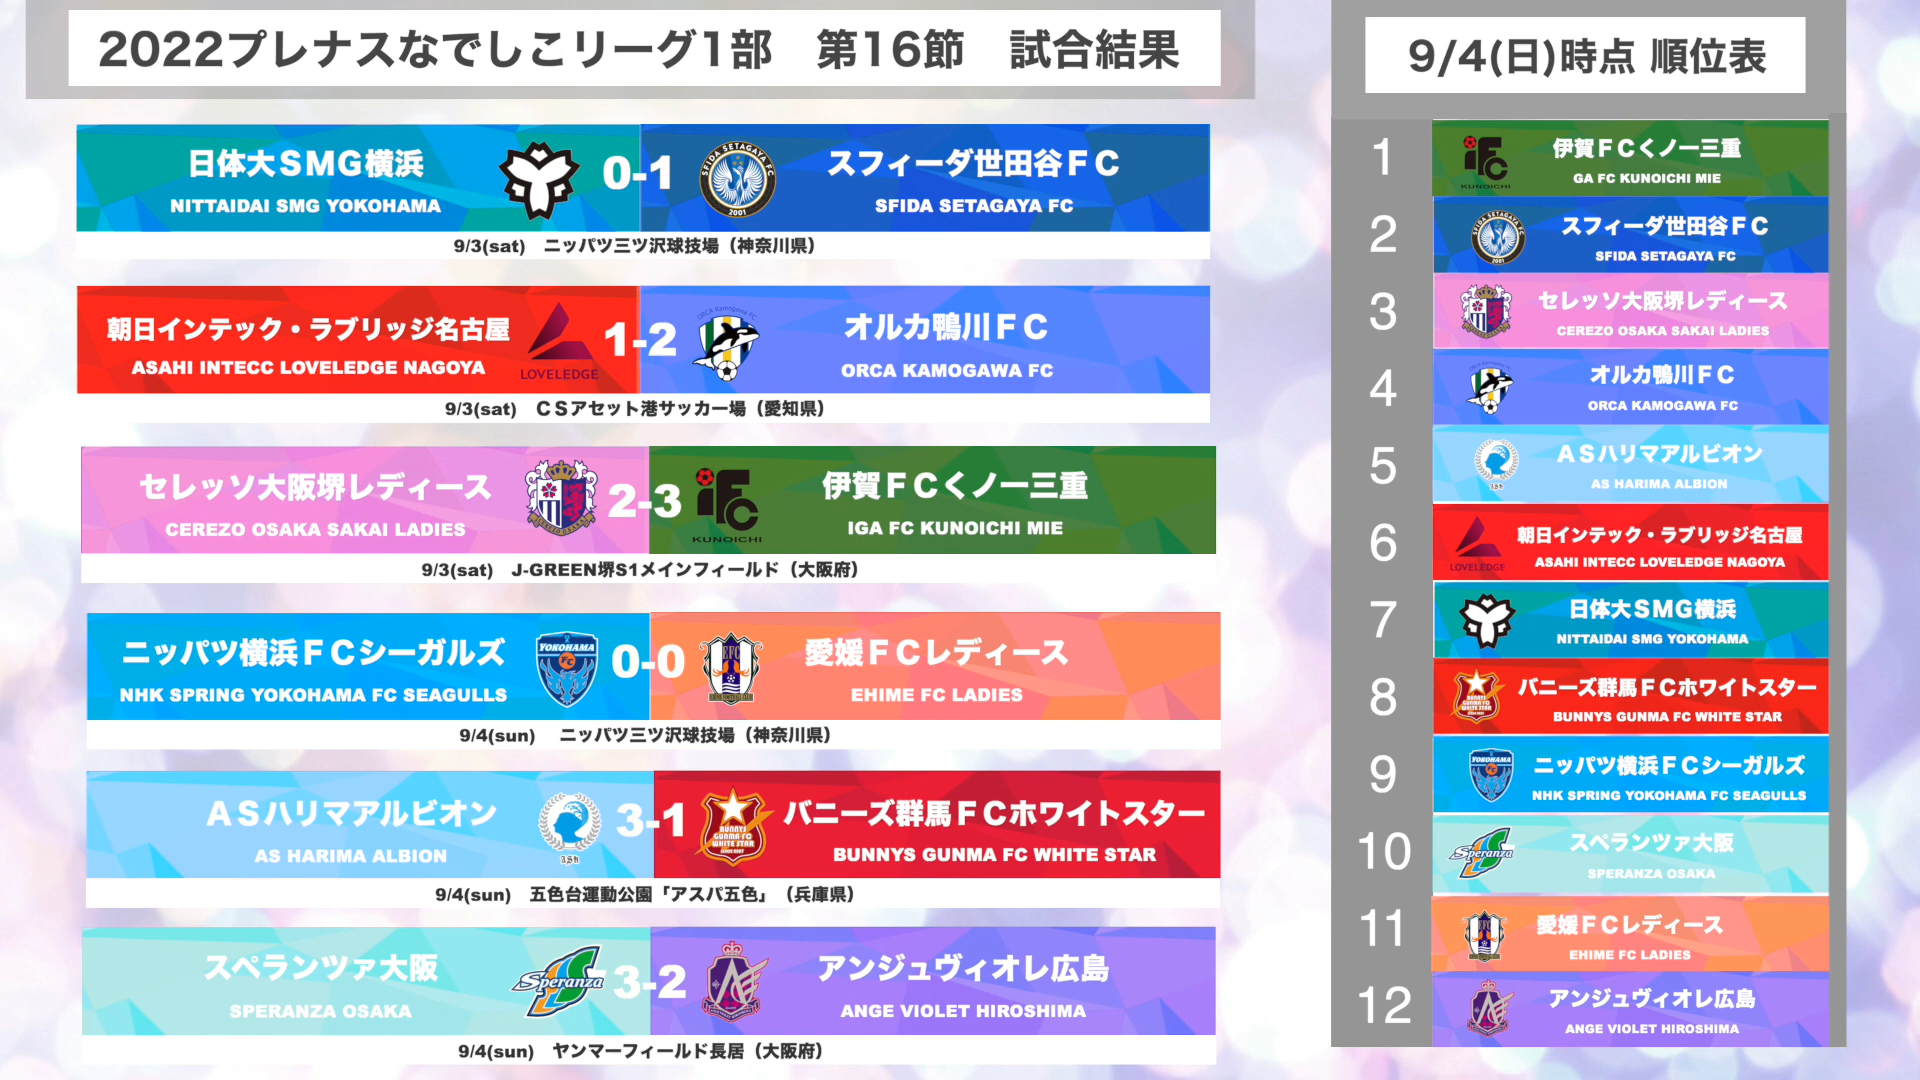 2022プレナスなでしこリーグ1部　第16節　試合結果
日体大SMG横浜
NITTAIDAI SMG YOKOHAMA
0-1
SFIDA SETAGAYA FC
2001
スフィーダ世田谷FC
SFIDA SETAGAYA FC
9/3(sat)　ニッパツ三ツ沢球技場（神奈川県）
朝日インテック・ラブリッジ名古屋
ASAHI INTECC LOVELEDGE NAGOYA
LOVELEDGE
1-2
ORCA Kamogawa FC
オルカ鴨川FC
ORCA KAMOGAWA FC
9/3(sat)　CSアセット港サッカー場（愛知県）
セレッソ大阪堺レディース
CEREZO OSAKA SAKAI LADIES
2-3
iFC
KUNOICHI
伊賀FCくノ一三重
IGA FC KUNOICHI MIE
9/3(sat)　J-GREEN堺S1メインフィールド（大阪府）
ニッパツ横浜FCシーガルズ
NHK SPRING YOKOHAMA FC SEAGULLS
YOKOHAMA
FC
0-0
EFC
愛媛FCレディース
EHIME FC LADIES
9/4(sun)　ニッパツ三ツ沢球技場（神奈川県）
ASハリマアルビオン
AS HARIMA ALBION
ASH
3-1
BUNNYS
GUNMA FC
WHITE STAR
バニーズ群馬FCホワイトスター
BUNNYS GUNMA FC WHITE STAR
9/4(sun)　五色台運動公園「アスパ五色」（兵庫県）
スペランツァ大阪
SPERANZA OSAKA
Speranza
3-2
アンジュヴィオレ広島
ANGE VIOLET HIROSHIMA
9/4(sun)　ヤンマーフィールド長居（大阪府）
9/4(日)時点 順位表
1
iFC
KUNOICHI
伊賀FCくノ一三重
GA FC KUNOICHI MIE
2
スフィーダ世田谷FC
SFIDA SETAGAYA FC
3
セレッソ大阪堺レディース
CEREZO OSAKA SAKAI LADIES
4
オルカ鴨川FC
ORCA KAMOGAWA FC
5
ASハリマアルビオン
AS HARIMA ALBION
6
LOVELEDGE
朝日インテック・ラブリッジ名古屋
ASAHI INTECC LOVELEDGE NAGOYA
7
日体大SMG横浜
NITTAIDAI SMG YOKOHAMA
8
バニーズ群馬FCホワイトスター
BUNNYS GUNMA FC WHITE STAR
9
YOKOHAMA
ニッパツ横浜FCシーガルズ
NHK SPRING YOKOHAMA FC SEAGULLS
10
Speranza
スペランツァ大阪
SPERANZA OSAKA
11
EFC
愛媛FCレディース
EHIME FC LADIES
12
アンジュヴィオレ広島
ANGE VIOLET HIROSHIMA